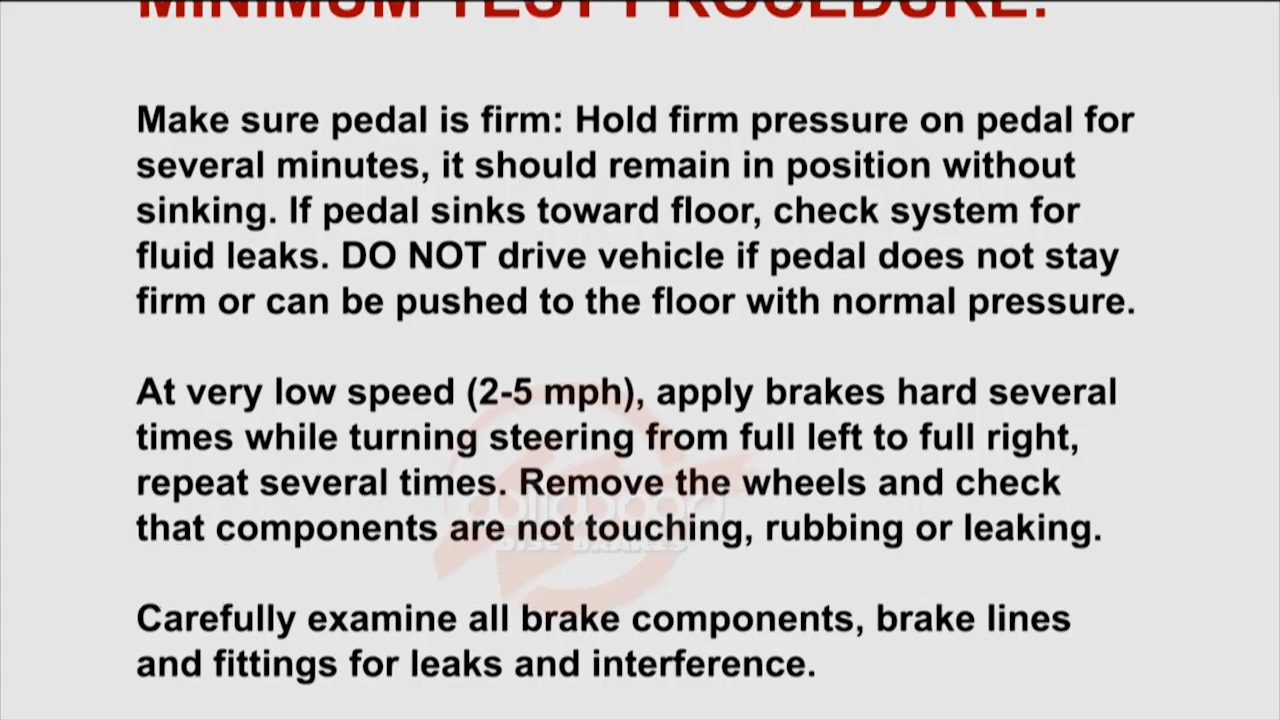 MINIMUM TEST PROCEDURE:
Make sure pedal is firm: Hold firm pressure on pedal for
several minutes, it should remain in position without
sinking. If pedal sinks toward floor, check system for
fluid leaks. DO NOT drive vehicle if pedal does not stay
firm or can be pushed to the floor with normal pressure.
At very low speed (2-5 mph), apply brakes hard several
times while turning steering from full left to full right,
repeat several times. Remove the wheels and check
that components are not touching, rubbing or leaking.
DISC BRAKES
Carefully examine all brake components, brake lines
and fittings for leaks and interference.